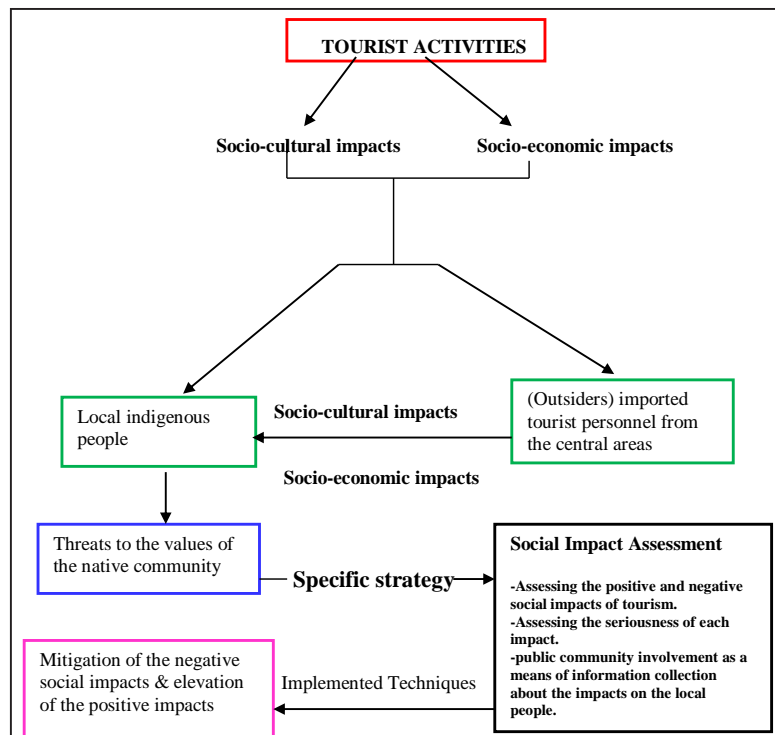 TOURIST ACTIVITIES
Socio-cultural impacts
Socio-economic impacts
Local indigenous
people
Socio-cultural impacts
Socio-economic impacts
(Outsiders) imported
tourist personnel from
the central areas
Threats to the values of
the native community
Specific strategy
Social Impact Assessment
-Assessing the positive and negative
social impacts of tourism.
-Assessing the seriousness of each
impact.
-public community involvement as a
means of information collection
about the impacts on the local
people.
Implemented Techniques
Mitigation of the negative
social impacts & elevation
of the positive impacts